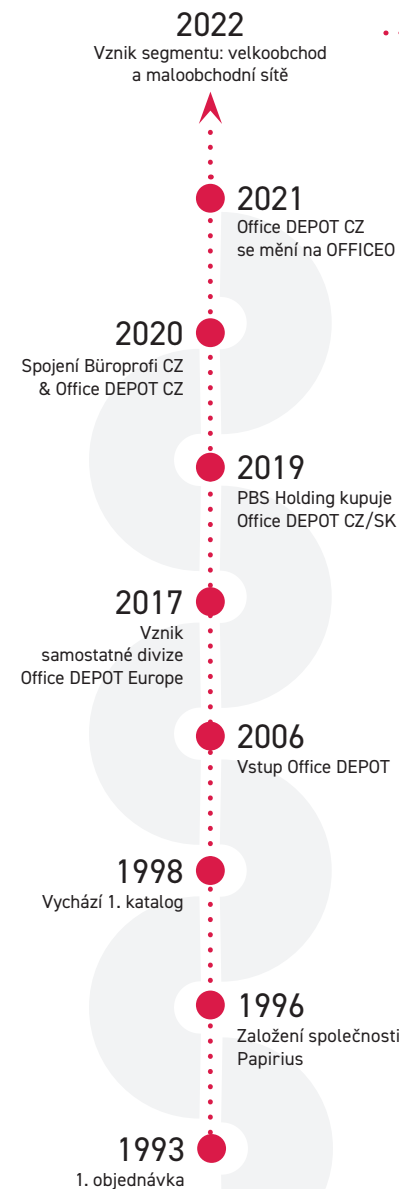 2022
Vznik segmentu: velkoobchod
a maloobchodní sítě
2021
Office DEPOT CZ
se mění na OFFICEO
2020
Spojení Büroprofi CZ
& Office DEPOT CZ
2019
PBS Holding kupuje
Office DEPOT CZ/SK
2017
Vznik
samostatné divize
Office DEPOT Europe
2006
Vstup Office DEPOT
1998
Vychází 1. katalog
1996
Založení společnosti
Papirius
1993
1. objednávka